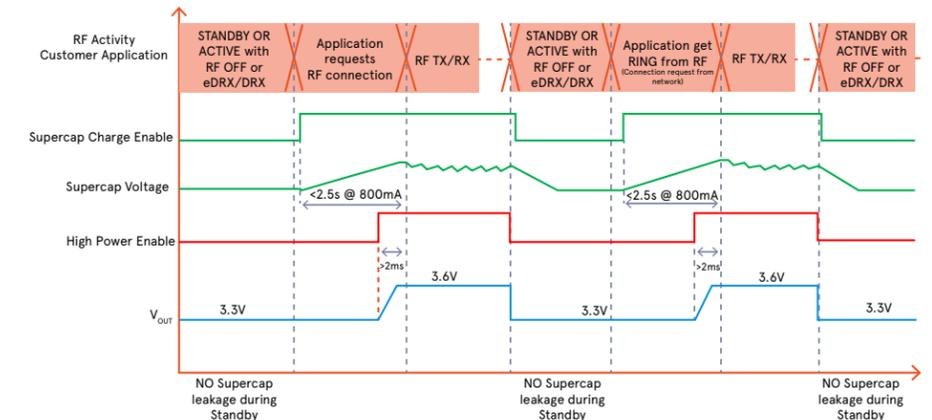 RF Activity
Customer Application
STANDBY OR
ACTIVE with
RF OFF or
eDRX/DRX
Application
requests
RF connection
RF TX/RX
STANDBY OR
ACTIVE with
RF OFF or
eDRX/DRX
Application get
RING from RF
(Connection request from
network)
RF TX/RX
STANDBY OR
ACTIVE with
RF OFF or
eDRX/DRX
Supercap Charge Enable
Supercap Voltage
<2.5s @ 800mA
<2.5s @ 800mA
High Power Enable
>2ms
>2ms
3.6V
3.6V
VOUT
3.3V
3.3V
3.3V
NO Supercap
leakage during
Standby
NO Supercap
leakage during
Standby
NO Supercap
leakage during
Standby